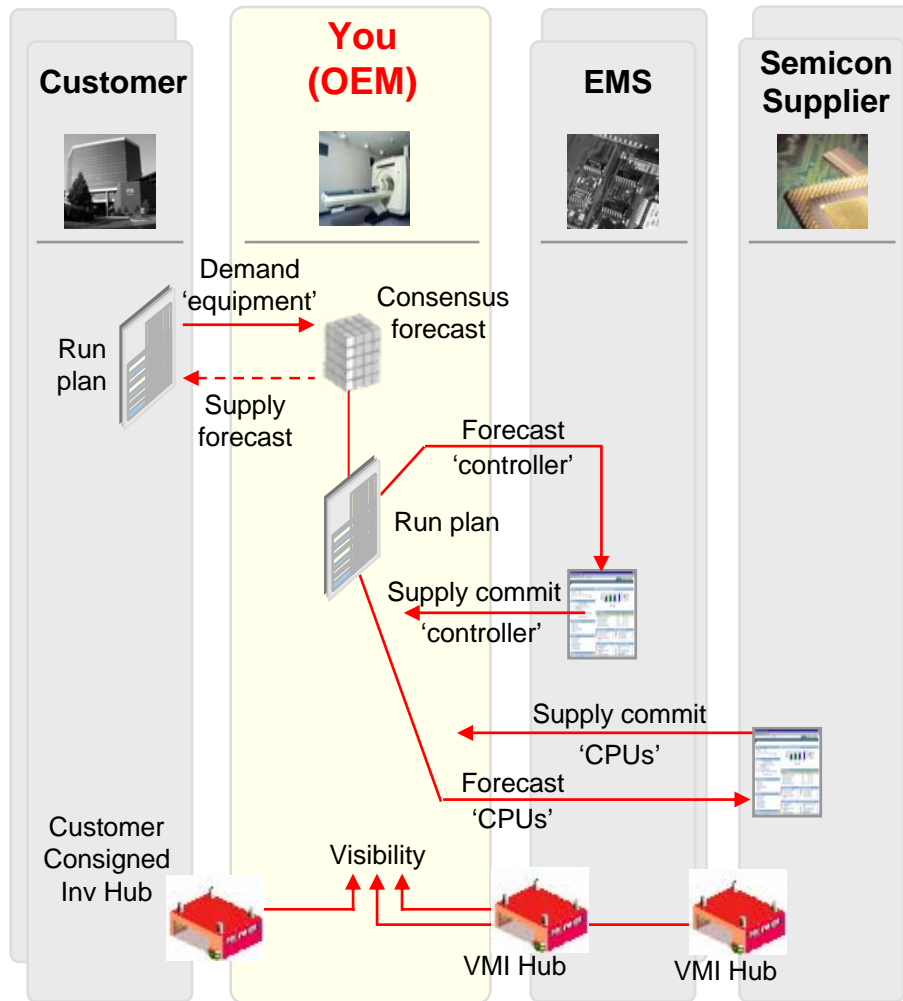 Customer
You
(OEM)
EMS
Semicon
Supplier
Demand
‘equipment’
Consensus
forecast
Run
plan
Supply
forecast
Forecast
‘controller’
Run plan
Supply commit
‘controller’
Supply commit
‘CPUs’
Forecast
‘CPUs’
Customer
Consigned
Inv Hub
Visibility
VMI Hub
VMI Hub